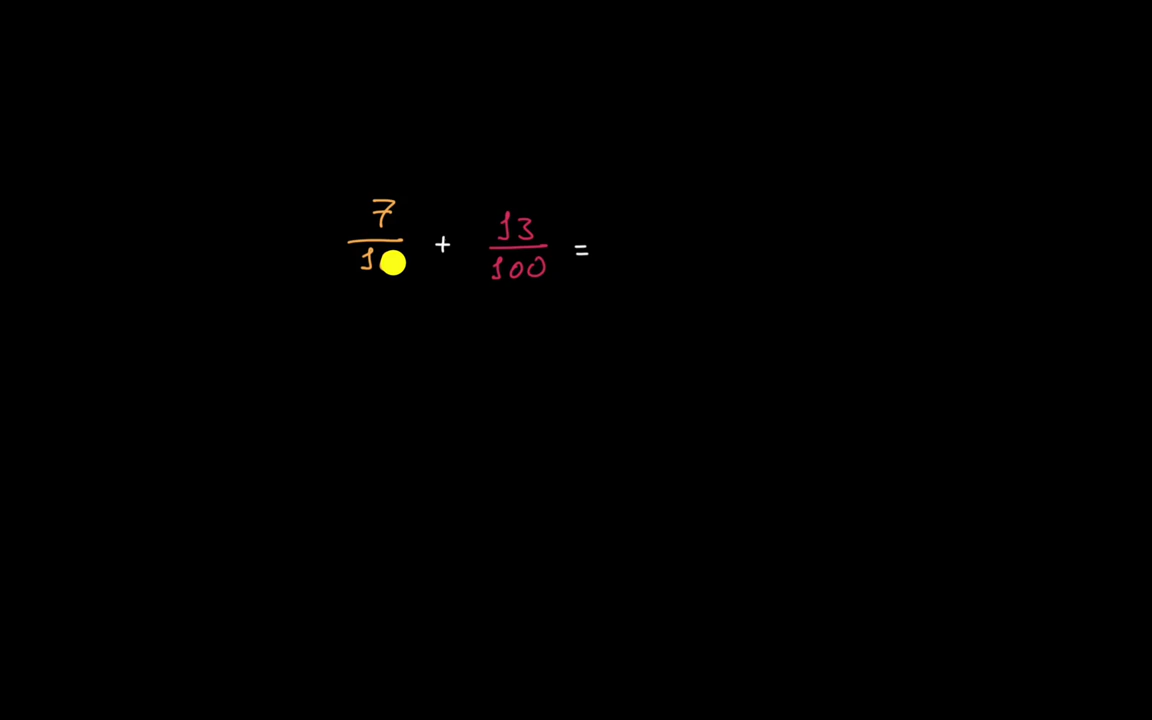 7/1 + 13/100 =